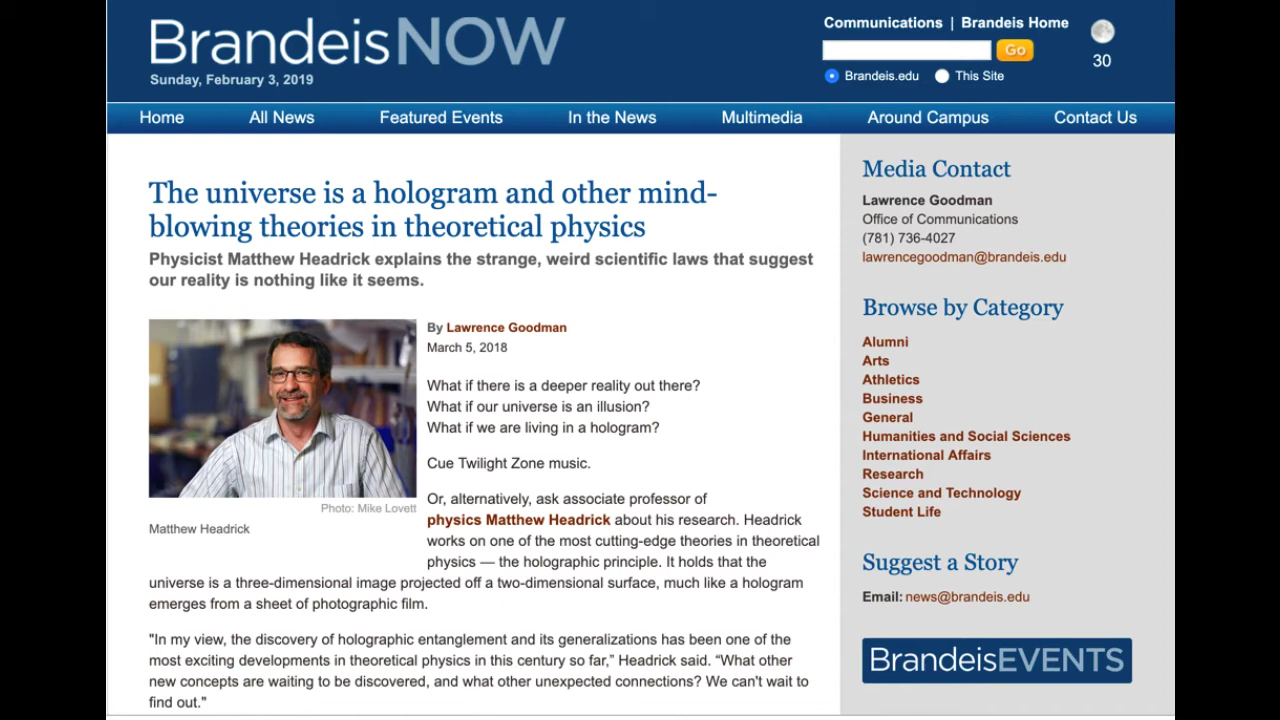 BrandeisNOW
Sunday, February 3, 2019
Communications | Brandeis Home
Go
Brandeis.edu This Site
30
Home All News Featured Events In the News Multimedia Around Campus Contact Us
The universe is a hologram and other mind-
blowing theories in theoretical physics
Physicist Matthew Headrick explains the strange, weird scientific laws that suggest
our reality is nothing like it seems.
Photo: Mike Lovett
Matthew Headrick
By Lawrence Goodman
March 5, 2018
What if there is a deeper reality out there?
What if our universe is an illusion?
What if we are living in a hologram?
Cue Twilight Zone music.
Or, alternatively, ask associate professor of
physics Matthew Headrick about his research. Headrick
works on one of the most cutting-edge theories in theoretical
physics — the holographic principle. It holds that the
universe is a three-dimensional image projected off a two-dimensional surface, much like a hologram
emerges from a sheet of photographic film.
"In my view, the discovery of holographic entanglement and its generalizations has been one of the
most exciting developments in theoretical physics in this century so far,” Headrick said. “What other
new concepts are waiting to be discovered, and what other unexpected connections? We can't wait to
find out."
Media Contact
Lawrence Goodman
Office of Communications
(781) 736-4027
lawrencegoodman@brandeis.edu
Browse by Category
Alumni
Arts
Athletics
Business
General
Humanities and Social Sciences
International Affairs
Research
Science and Technology
Student Life
Suggest a Story
Email: news@brandeis.edu
BrandeisEVENTS